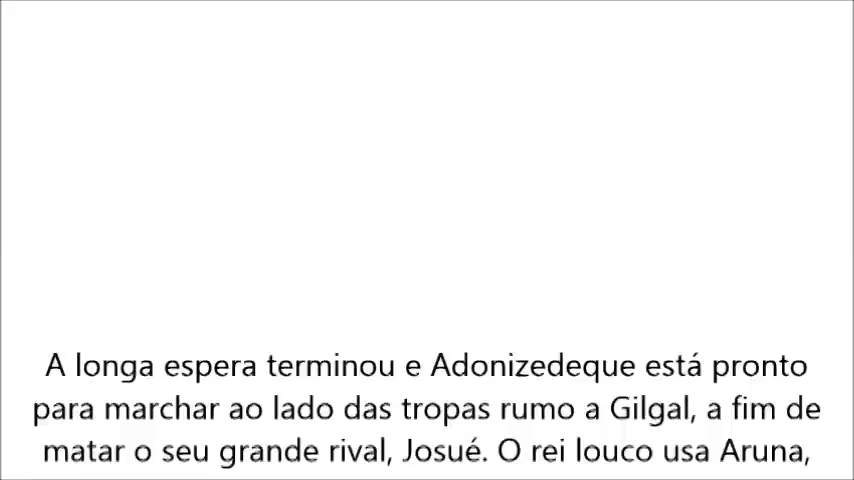 A longa espera terminou e Adonizedeque está pronto
para marchar ao lado das tropas rumo a Gilgal, a fim de
matar o seu grande rival, Josué. O rei louco usa Aruna,